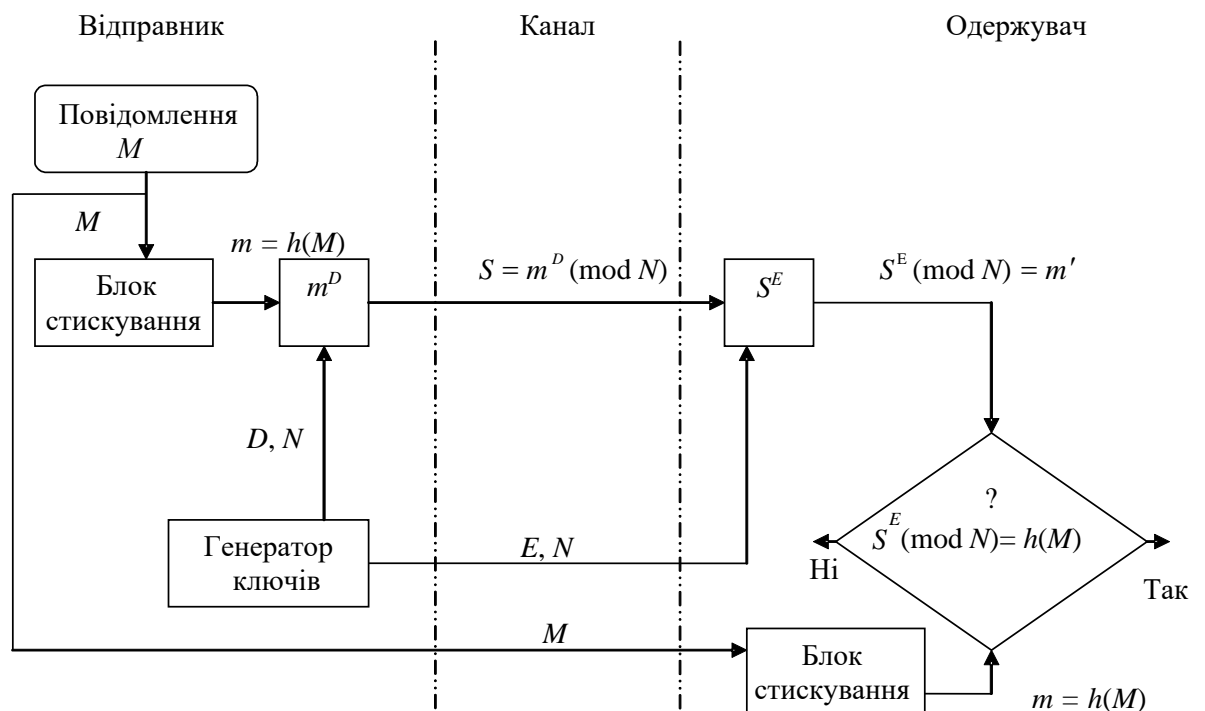 Відправник
Канал
Одержувач
Повідомлення
M
M
m = h(M)
Блок
стискування
m^D
S = m^D (mod N)
S^E
S^E (mod N) = m′
D, N
?
S^E (mod N)= h(M)
Ні
Так
Генератор
ключів
E, N
M
Блок
стискування
m = h(M)